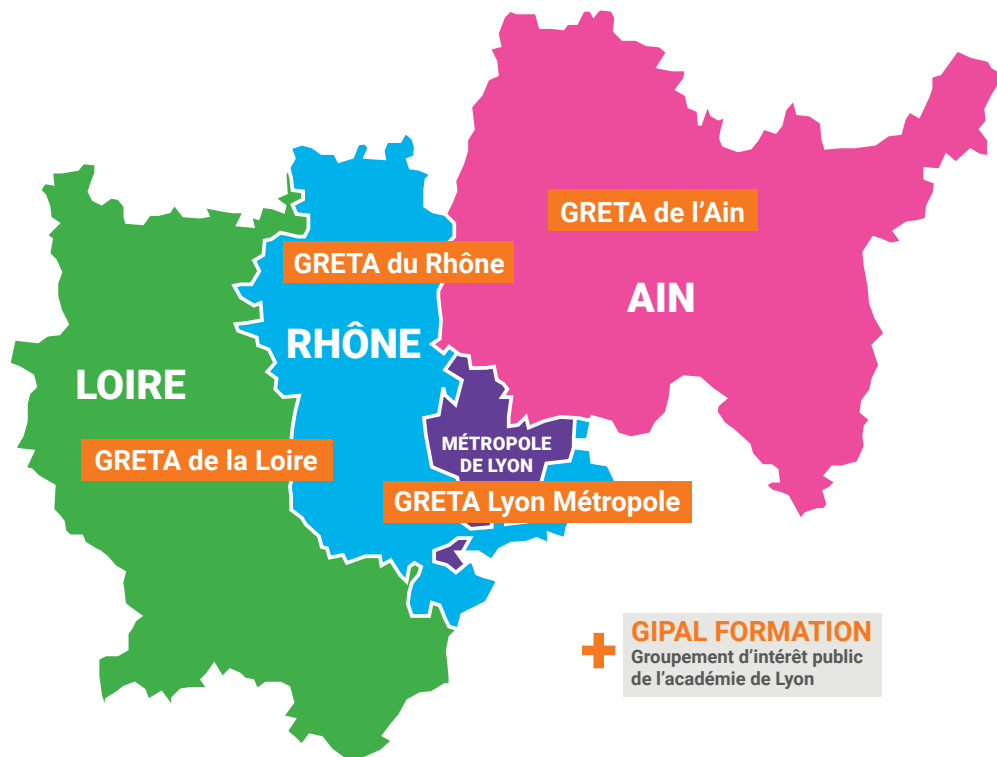 GRETA de l'Ain
GRETA du Rhône
AIN
RHÔNE
LOIRE
MÉTROPOLE
DE LYON
GRETA de la Loire
GRETA Lyon Métropole
GIPAL FORMATION
Groupement d'intérêt public
de l'académie de Lyon